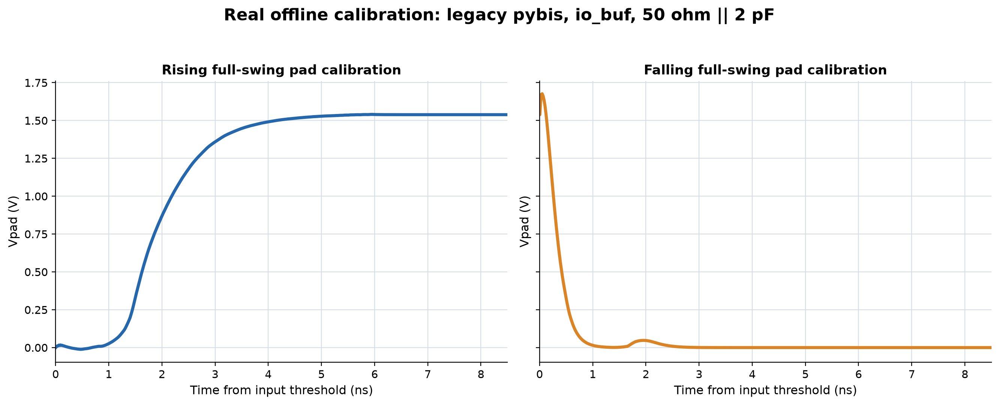 Real offline calibration: legacy pybis, io_buf, 50 ohm || 2 pF
Rising full-swing pad calibration
Vpad (V)
1.75
1.50
1.25
1.00
0.75
0.50
0.25
0.00
0 1 2 3 4 5 6 7 8
Time from input threshold (ns)
Falling full-swing pad calibration
Vpad (V)
0 1 2 3 4 5 6 7 8
Time from input threshold (ns)